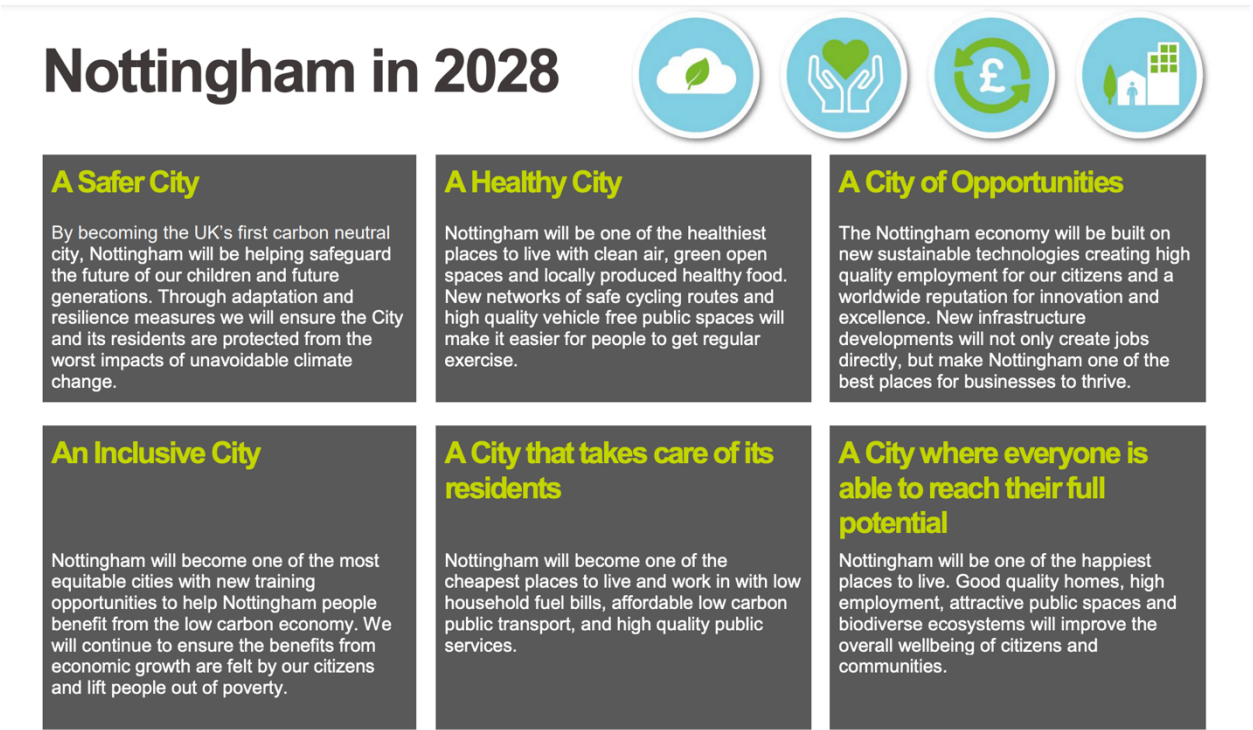 Nottingham in 2028
£
A Safer City
By becoming the UK's first carbon neutral
city, Nottingham will be helping safeguard
the future of our children and future
generations. Through adaptation and
resilience measures we will ensure the City
and its residents are protected from the
worst impacts of unavoidable climate
change.
A Healthy City
Nottingham will be one of the healthiest
places to live with clean air, green open
spaces and locally produced healthy food.
New networks of safe cycling routes and
high quality vehicle free public spaces will
make it easier for people to get regular
exercise.
A City of Opportunities
The Nottingham economy will be built on
new sustainable technologies creating high
quality employment for our citizens and a
worldwide reputation for innovation and
excellence. New infrastructure
developments will not only create jobs
directly, but make Nottingham one of the
best places for businesses to thrive.
An Inclusive City
Nottingham will become one of the most
equitable cities with new training
opportunities to help Nottingham people
benefit from the low carbon economy. We
will continue to ensure the benefits from
economic growth are felt by our citizens
and lift people out of poverty.
A City that takes care of its
residents
Nottingham will become one of the
cheapest places to live and work in with low
household fuel bills, affordable low carbon
public transport, and high quality public
services.
A City where everyone is
able to reach their full
potential
Nottingham will be one of the happiest
places to live. Good quality homes, high
employment, attractive public spaces and
biodiverse ecosystems will improve the
overall wellbeing of citizens and
communities.